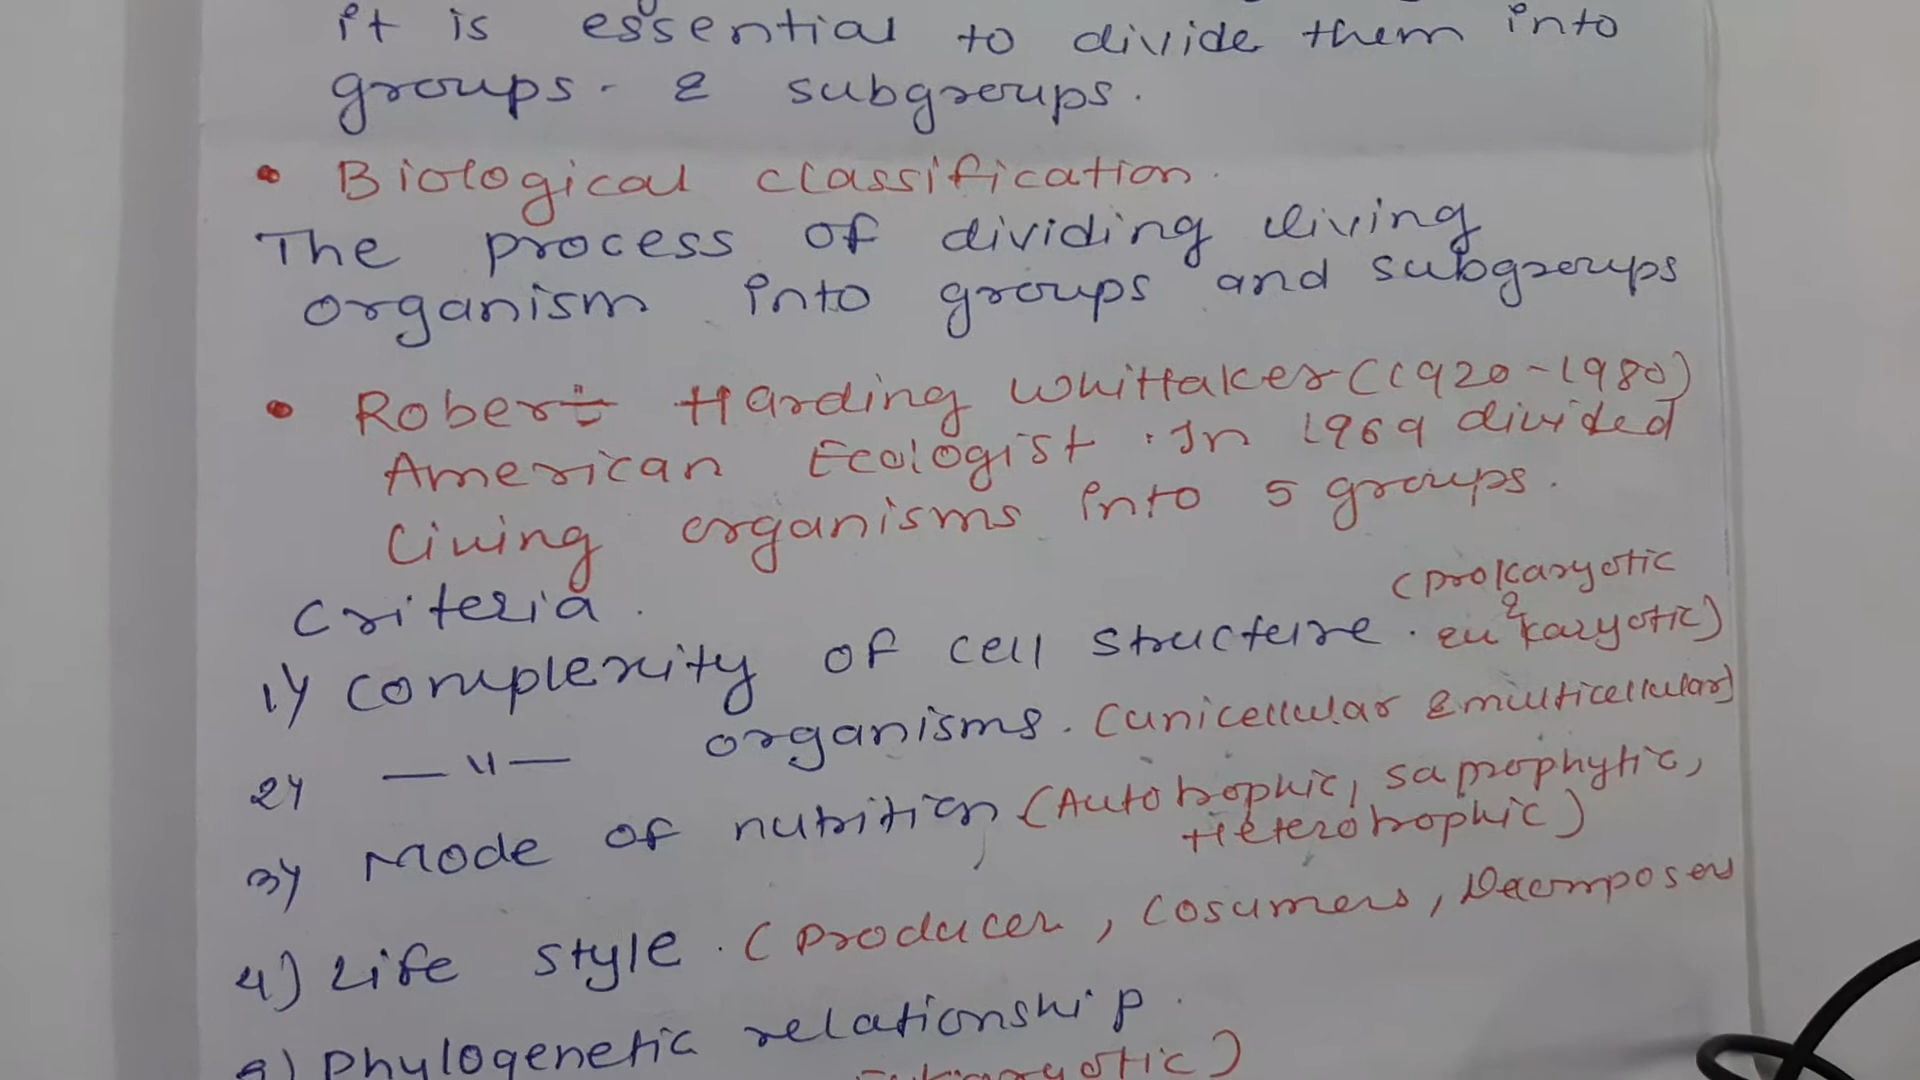 it is essential to divide them into
groups. & subgroups.
• Biological classification.
The process of dividing living
organism into groups and subgroups
• Robert Harding Whittaker (1920-1980)
American Ecologist. In 1969 divided
Living organisms into 5 groups.
Criteria.
1) Complexity of cell structure. (prokaryotic & eukaryotic)
2) —"— organisms. (unicellular & multicellular)
3) Mode of nutrition (Autotrophic, saprophytic,
Heterotrophic)
4) Life style. (Producer, Cosumers, Decomposers
5) Phylogenetic relationship.